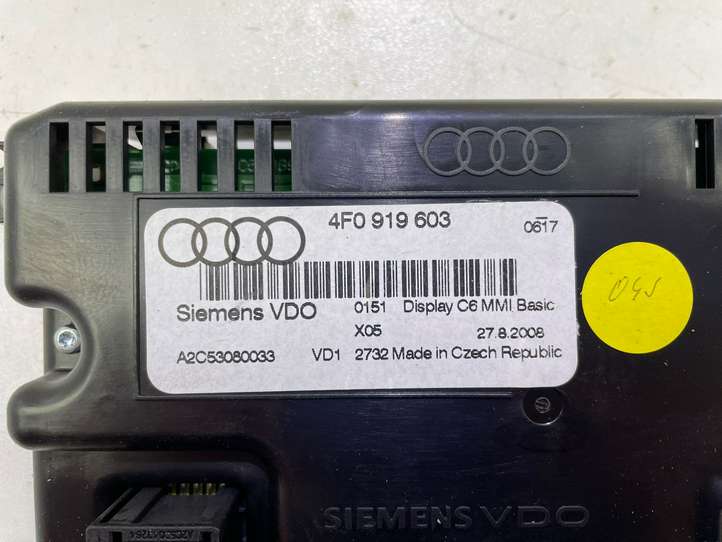 4F0 919 603
0617
Siemens VDO 0151 Display C6 MMI Basic
X05 27.8.2008
A2C53080033 VD1 2732 Made in Czech Republic
SIEMENS VDO